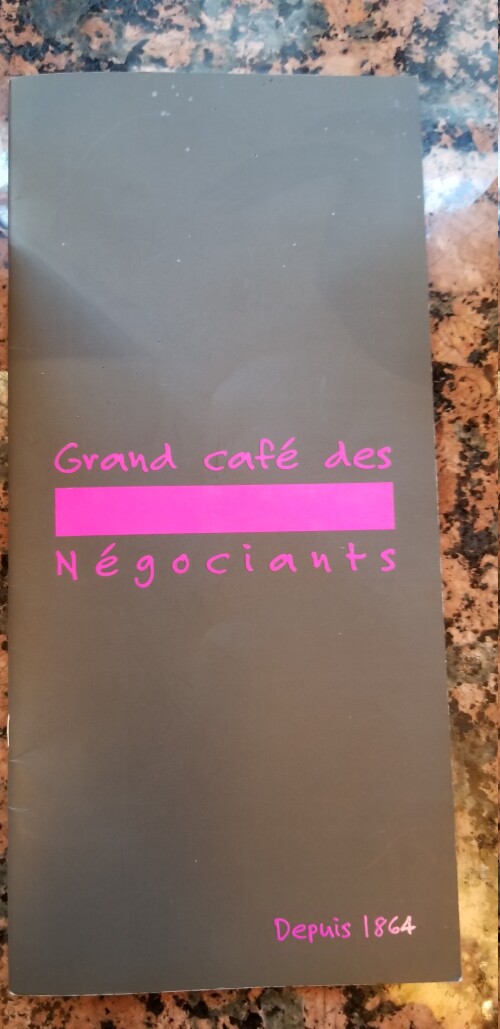 Grand café des
Négociants
Depuis 1864